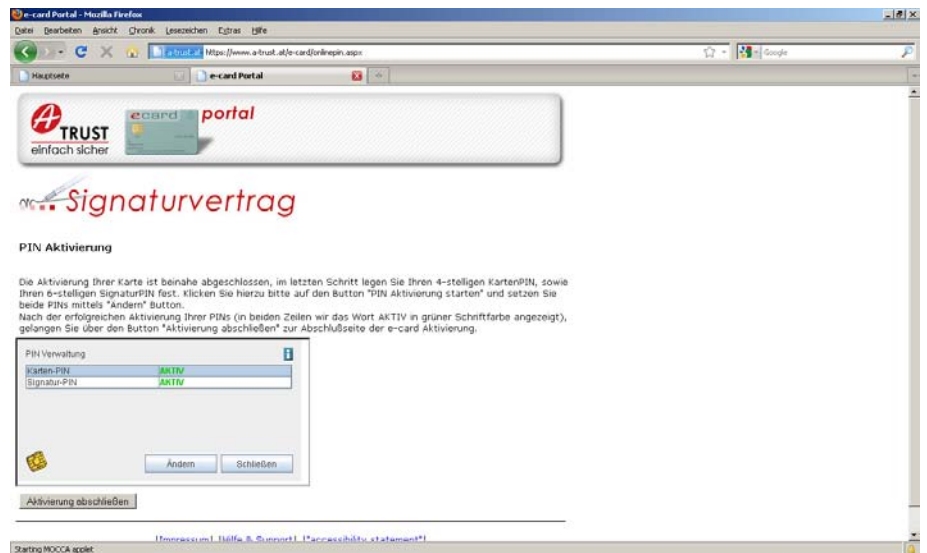 e-card Portal - Mozilla Firefox
Datei Bearbeiten Ansicht Chronik Lesezeichen Extras Hilfe
a-trust.at https://www.a-trust.at/e-card/onlinepin.aspx
Google
Hauptseite
e-card Portal
A TRUST
einfach sicher
ecard portal
Signaturvertrag
PIN Aktivierung
Die Aktivierung Ihrer Karte ist beinahe abgeschlossen, im letzten Schritt legen Sie Ihren 4-stelligen KartenPIN, sowie
Ihren 6-stelligen SignaturPIN fest. Klicken Sie hierzu bitte auf den Button "PIN Aktivierung starten" und setzen Sie
beide PINs mittels "Ändern" Button.
Nach der erfolgreichen Aktivierung Ihrer PINs (in beiden Zeilen wir das Wort AKTIV in grüner Schriftfarbe angezeigt),
gelangen Sie über den Button "Aktivierung abschließen" zur Abschlußseite der e-card Aktivierung.
PIN Verwaltung
Karten-PIN AKTIV
Signatur-PIN AKTIV
Ändern Schließen
Aktivierung abschließen
[Impressum] [Hilfe & Support] [*accessibility statement*]
Starting MOCCA applet